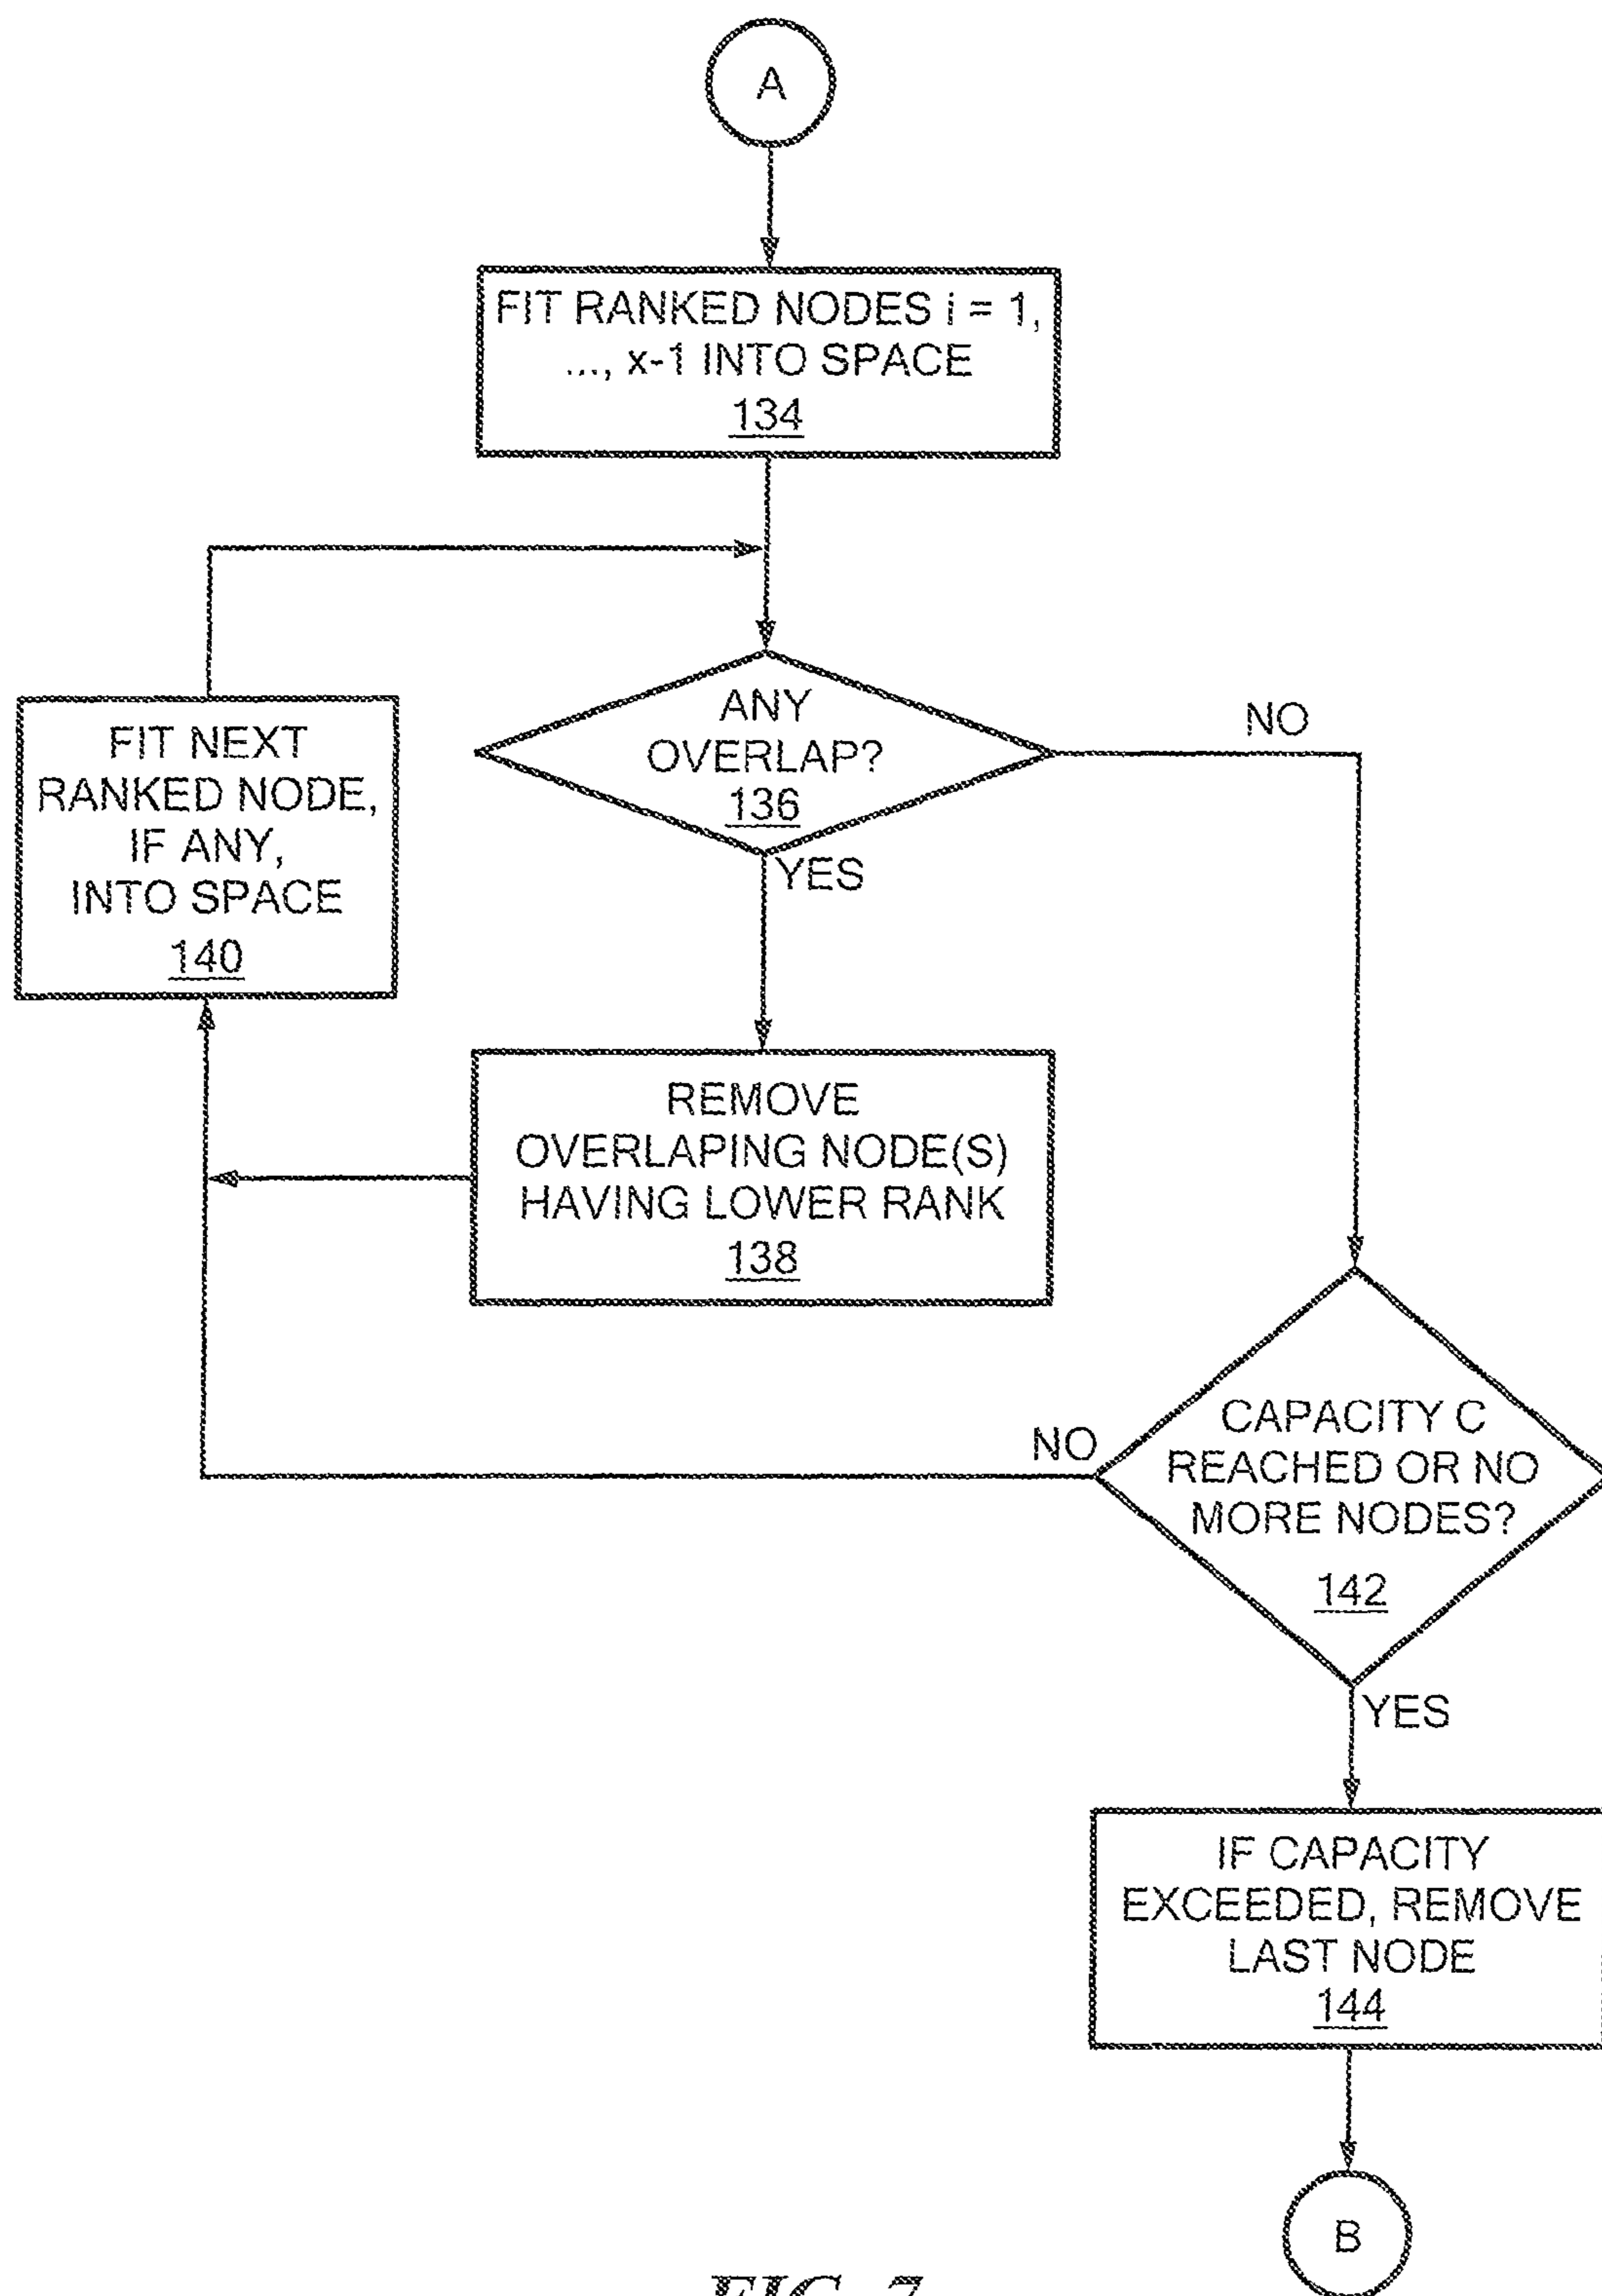 A
FIT RANKED NODES i = 1,
..., x-1 INTO SPACE
134
ANY
OVERLAP?
136
NO
YES
FIT NEXT
RANKED NODE,
IF ANY,
INTO SPACE
140
REMOVE
OVERLAPING NODE(S)
HAVING LOWER RANK
138
NO
CAPACITY C
REACHED OR NO
MORE NODES?
142
YES
IF CAPACITY
EXCEEDED, REMOVE
LAST NODE
144
B
FIG. 7